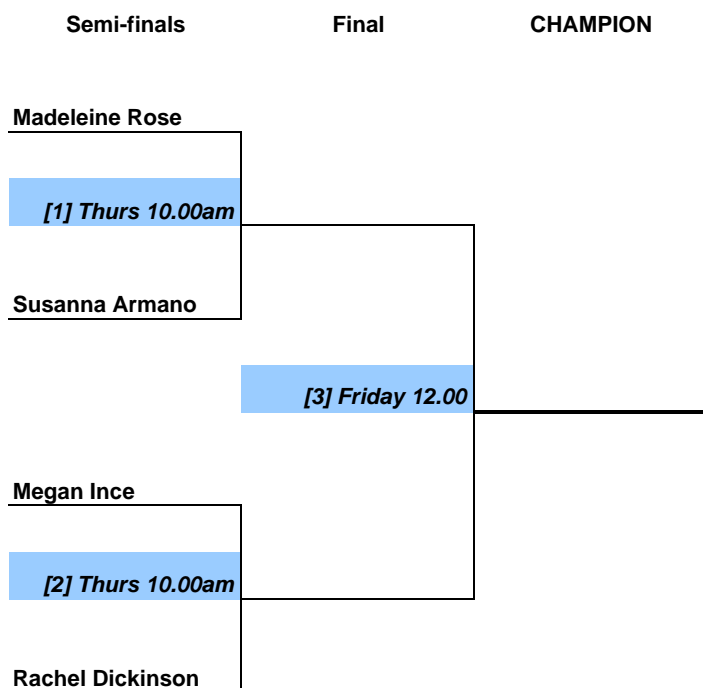 Semi-finals Final CHAMPION
Madeleine Rose
[1] Thurs 10.00am
Susanna Armano
[3] Friday 12.00
Megan Ince
[2] Thurs 10.00am
Rachel Dickinson